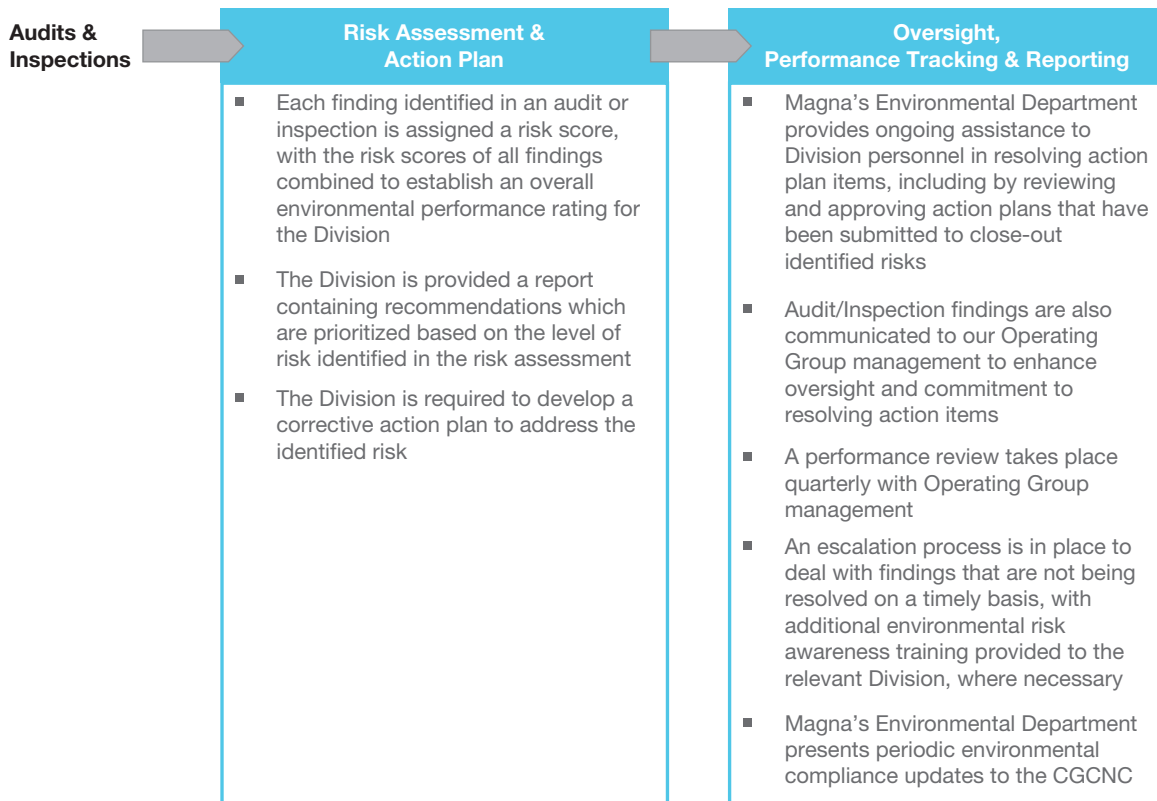 Audits &
Inspections
Risk Assessment &
Action Plan
Oversight,
Performance Tracking & Reporting
■ Each finding identified in an audit or
inspection is assigned a risk score,
with the risk scores of all findings
combined to establish an overall
environmental performance rating for
the Division
■ The Division is provided a report
containing recommendations which
are prioritized based on the level of
risk identified in the risk assessment
■ The Division is required to develop a
corrective action plan to address the
identified risk
■ Magna's Environmental Department
provides ongoing assistance to
Division personnel in resolving action
plan items, including by reviewing
and approving action plans that have
been submitted to close-out
identified risks
■ Audit/Inspection findings are also
communicated to our Operating
Group management to enhance
oversight and commitment to
resolving action items
■ A performance review takes place
quarterly with Operating Group
management
■ An escalation process is in place to
deal with findings that are not being
resolved on a timely basis, with
additional environmental risk
awareness training provided to the
relevant Division, where necessary
■ Magna's Environmental Department
presents periodic environmental
compliance updates to the CGCNC